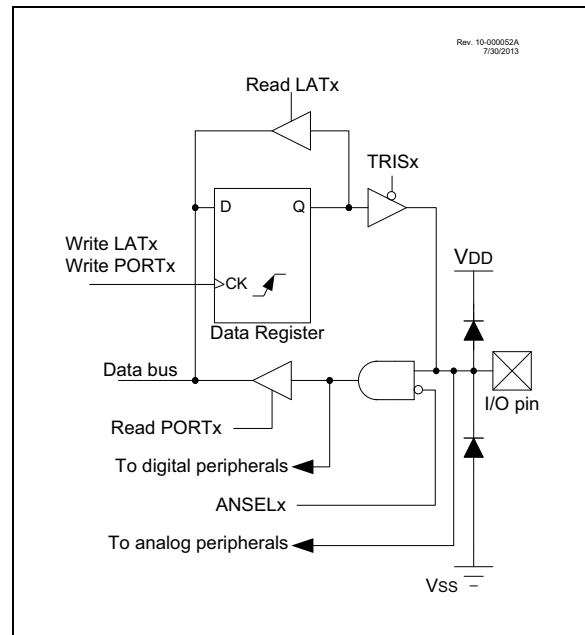 Rev. 10-000052A
7/30/2013
Read LATx
TRISx
D
Q
Write LATx
Write PORTx
CK
VDD
Data Register
Data bus
I/O pin
Read PORTx
To digital peripherals
ANSELx
To analog peripherals
VSS